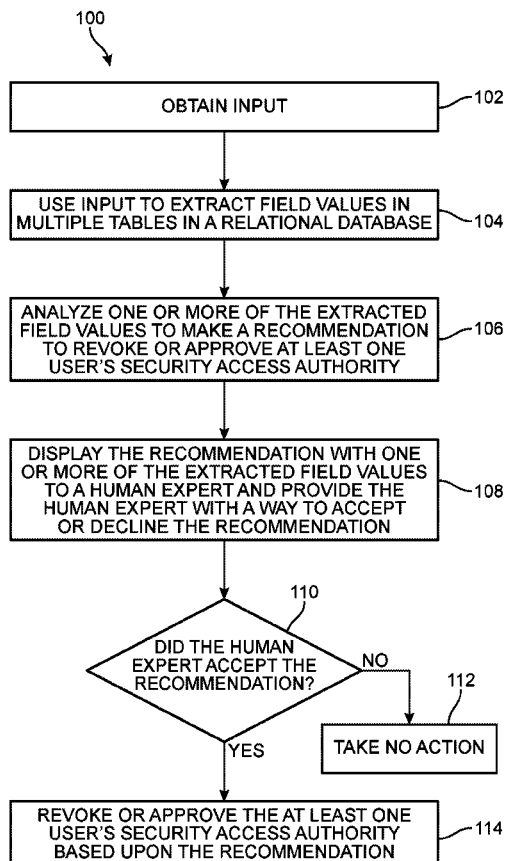 100
OBTAIN INPUT
102
USE INPUT TO EXTRACT FIELD VALUES IN
MULTIPLE TABLES IN A RELATIONAL DATABASE
104
ANALYZE ONE OR MORE OF THE EXTRACTED
FIELD VALUES TO MAKE A RECOMMENDATION
TO REVOKE OR APPROVE AT LEAST ONE
USER'S SECURITY ACCESS AUTHORITY
106
DISPLAY THE RECOMMENDATION WITH ONE
OR MORE OF THE EXTRACTED FIELD VALUES
TO A HUMAN EXPERT AND PROVIDE THE
HUMAN EXPERT WITH A WAY TO ACCEPT
OR DECLINE THE RECOMMENDATION
108
110
DID THE HUMAN
EXPERT ACCEPT THE
RECOMMENDATION?
NO
112
TAKE NO ACTION
YES
REVOKE OR APPROVE THE AT LEAST ONE
USER'S SECURITY ACCESS AUTHORITY
BASED UPON THE RECOMMENDATION
114